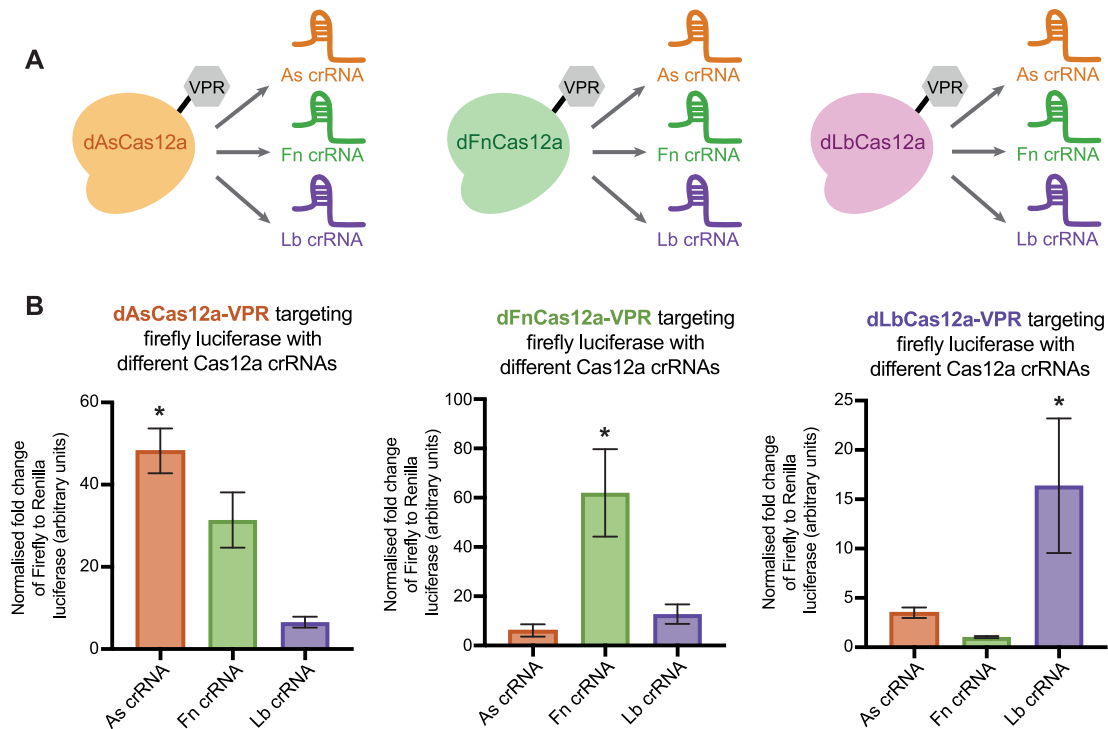 A
VPR
dAsCas12a
As crRNA
Fn crRNA
Lb crRNA
VPR
dFnCas12a
As crRNA
Fn crRNA
Lb crRNA
VPR
dLbCas12a
As crRNA
Fn crRNA
Lb crRNA
B
dAsCas12a-VPR targeting
firefly luciferase with
different Cas12a crRNAs
Normalised fold change
of Firefly to Renilla
luciferase (arbitrary units)
60
40
20
0
*
As crRNA
Fn crRNA
Lb crRNA
dFnCas12a-VPR targeting
firefly luciferase with
different Cas12a crRNAs
Normalised fold change
of Firefly to Renilla
luciferase (arbitrary units)
100
80
60
40
20
0
*
As crRNA
Fn crRNA
Lb crRNA
dLbCas12a-VPR targeting
firefly luciferase with
different Cas12a crRNAs
Normalised fold change
of Firefly to Renilla
luciferase (arbitrary units)
25
20
15
10
5
0
*
As crRNA
Fn crRNA
Lb crRNA